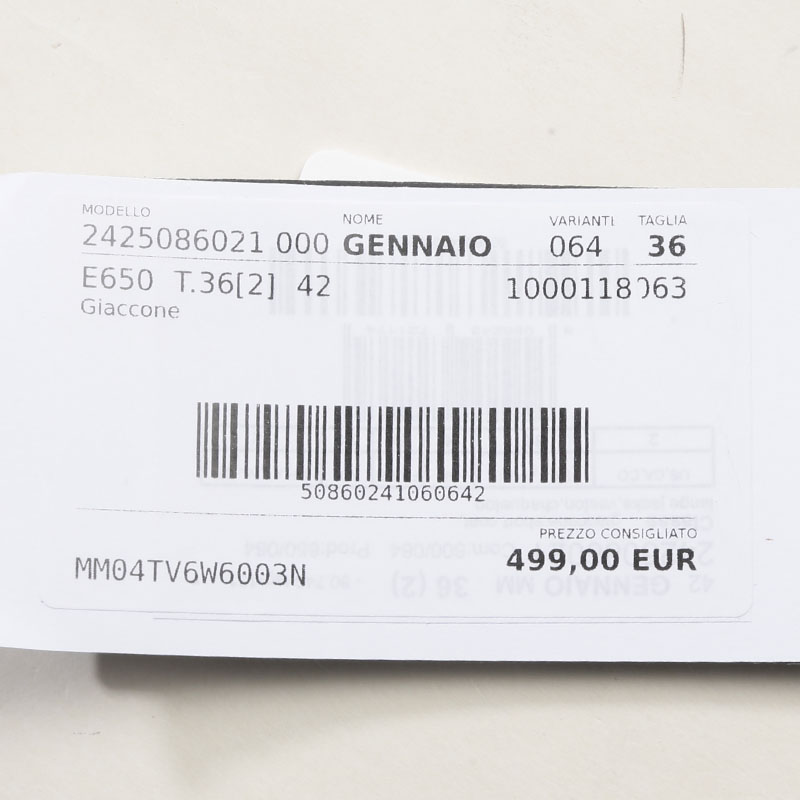 MODELLO NOME VARIANTI TAGLIA
2425086021 000 GENNAIO 064 36
E650 T.36[2] 42 1000118063
Giaccone
50860241060642
PREZZO CONSIGLIATO
MM04TV6W6003N 499,00 EUR